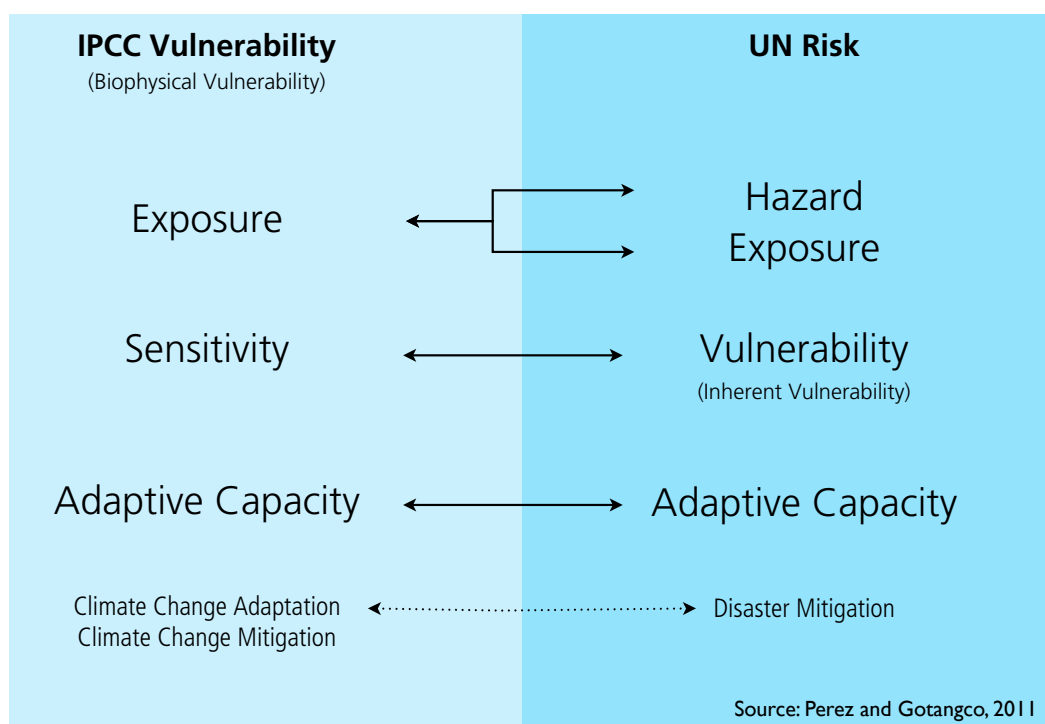 IPCC Vulnerability
(Biophysical Vulnerability)
UN Risk
Exposure
Hazard
Exposure
Sensitivity
Vulnerability
(Inherent Vulnerability)
Adaptive Capacity
Adaptive Capacity
Climate Change Adaptation
Climate Change Mitigation
Disaster Mitigation
Source: Perez and Gotangco, 2011